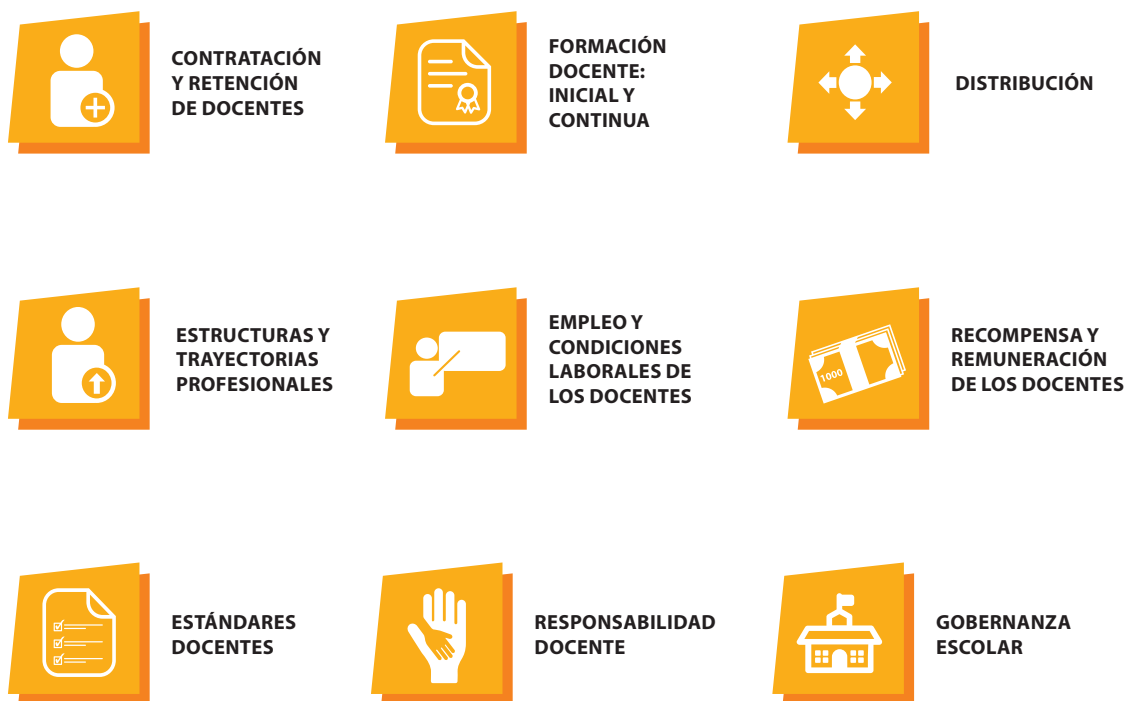 CONTRATACIÓN
Y RETENCIÓN
DE DOCENTES
FORMACIÓN
DOCENTE:
INICIAL Y
CONTINUA
DISTRIBUCIÓN
ESTRUCTURAS Y
TRAYECTORIAS
PROFESIONALES
EMPLEO Y
CONDICIONES
LABORALES DE
LOS DOCENTES
1000
RECOMPENSA Y
REMUNERACIÓN
DE LOS DOCENTES
ESTÁNDARES
DOCENTES
RESPONSABILIDAD
DOCENTE
GOBERNANZA
ESCOLAR